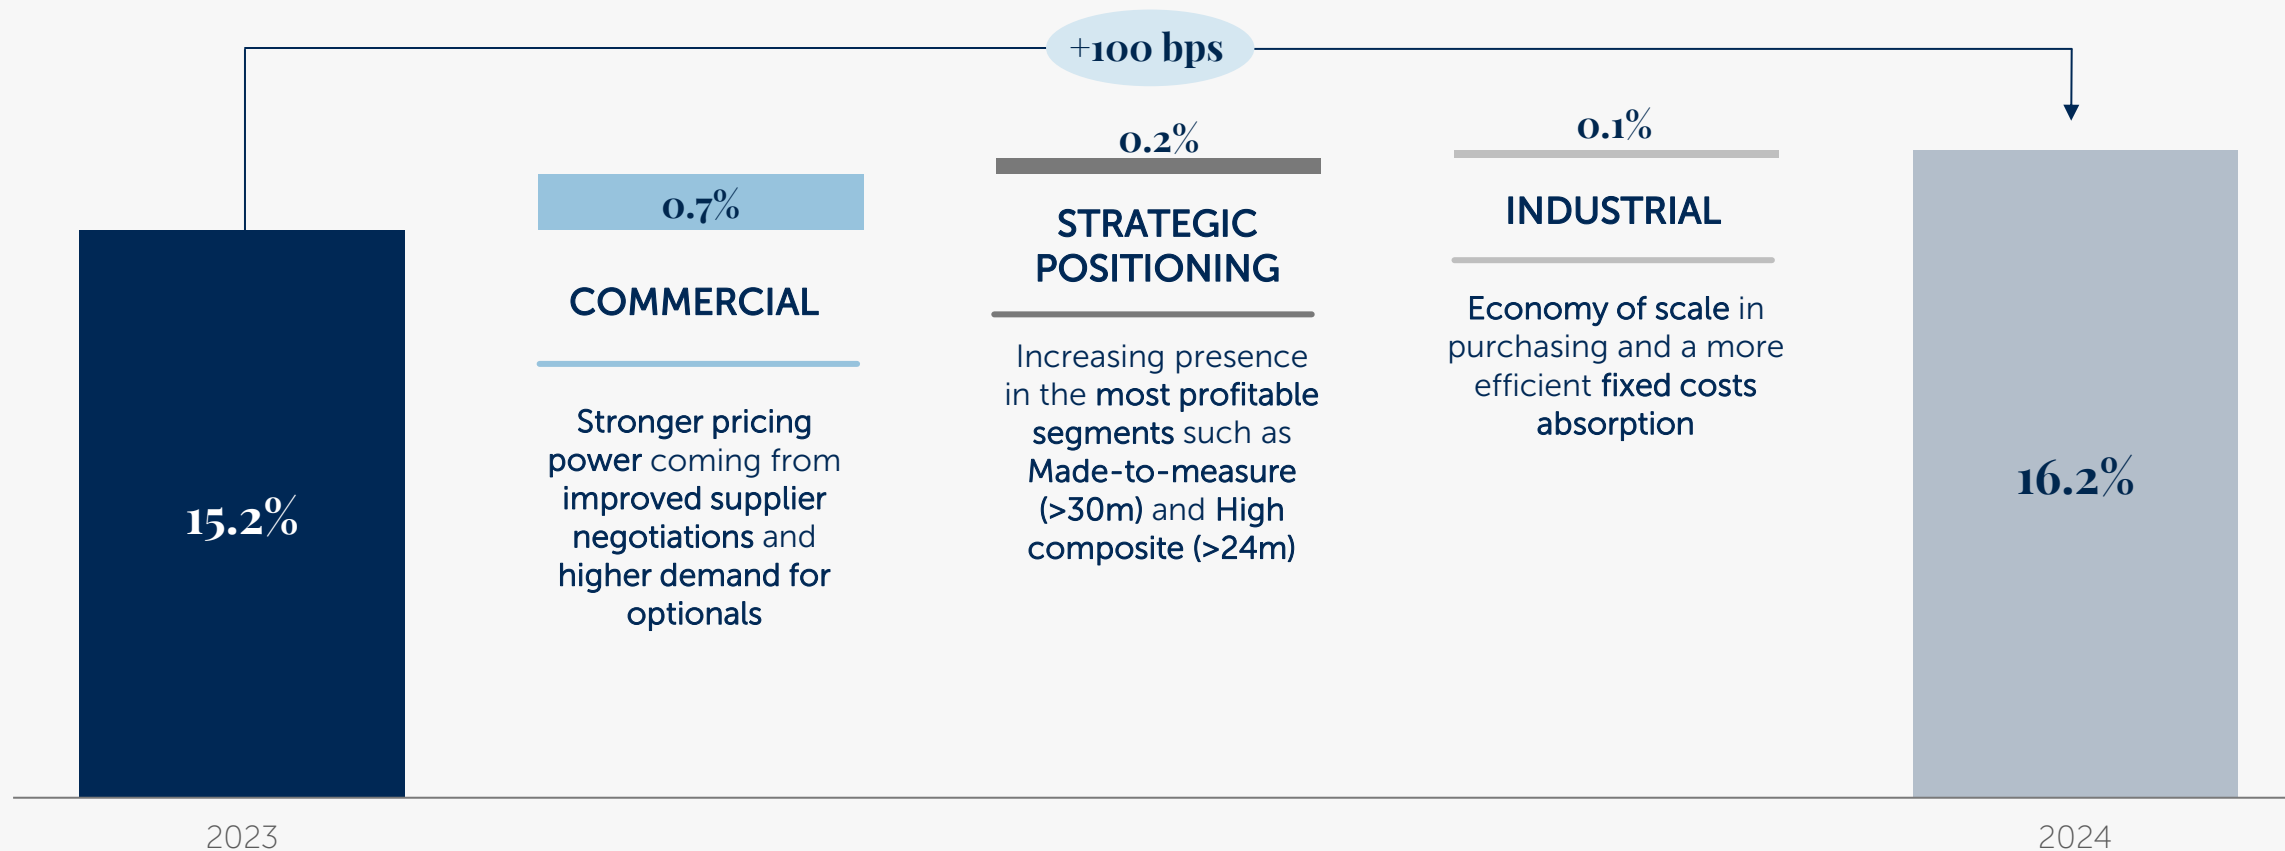 +100 bps
15.2%
2023
0.7%
COMMERCIAL
Stronger pricing
power coming from
improved supplier
negotiations and
higher demand for
optionals
0.2%
STRATEGIC
POSITIONING
Increasing presence
in the most profitable
segments such as
Made-to-measure
(>30m) and High
composite (>24m)
0.1%
INDUSTRIAL
Economy of scale in
purchasing and a more
efficient fixed costs
absorption
16.2%
2024